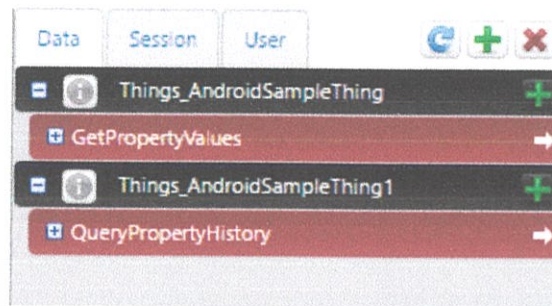 Data Session User
Things_AndroidSampleThing
GetPropertyValues
Things_AndroidSampleThing1
QueryPropertyHistory